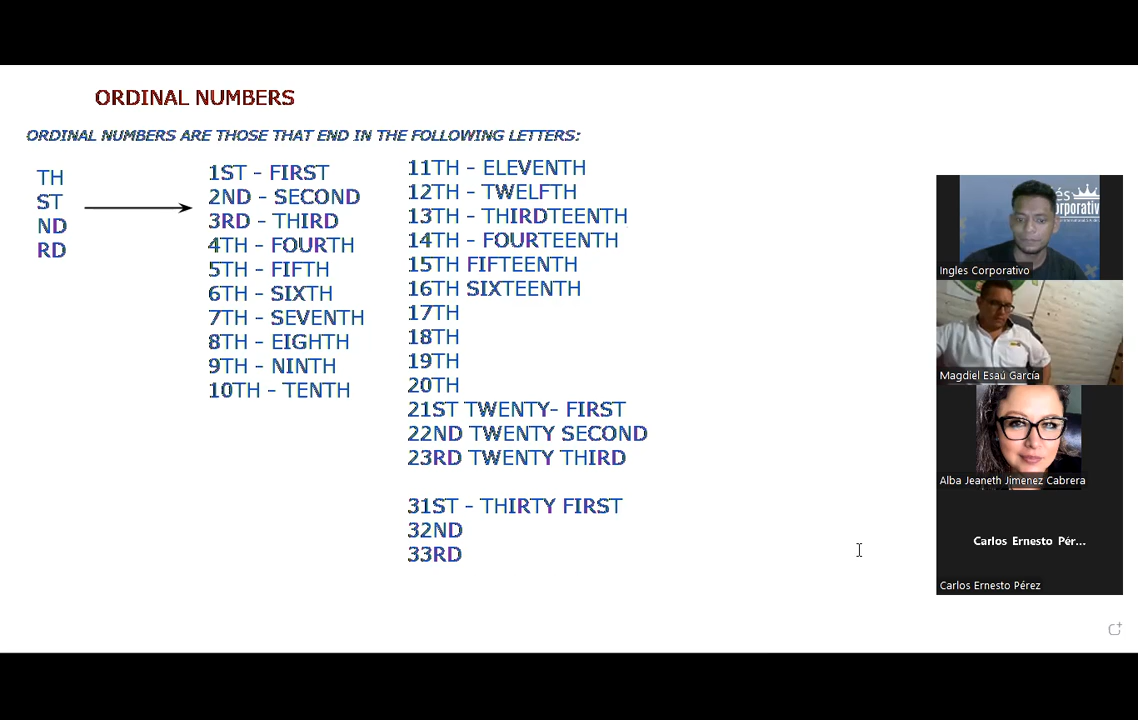 ORDINAL NUMBERS
ORDINAL NUMBERS ARE THOSE THAT END IN THE FOLLOWING LETTERS:
TH
ST
ND
RD
1ST - FIRST
2ND - SECOND
3RD - THIRD
4TH - FOURTH
5TH - FIFTH
6TH - SIXTH
7TH - SEVENTH
8TH - EIGHTH
9TH - NINTH
10TH - TENTH
11TH - ELEVENTH
12TH - TWELFTH
13TH - THIRDTEENTH
14TH - FOURTEENTH
15TH FIFTEENTH
16TH SIXTEENTH
17TH
18TH
19TH
20TH
21ST TWENTY- FIRST
22ND TWENTY SECOND
23RD TWENTY THIRD
31ST - THIRTY FIRST
32ND
33RD
Ingles Corporativo
Magdiel Esaú García
Alba Jeaneth Jimenez Cabrera
Carlos Ernesto Pér...
Carlos Ernesto Pérez